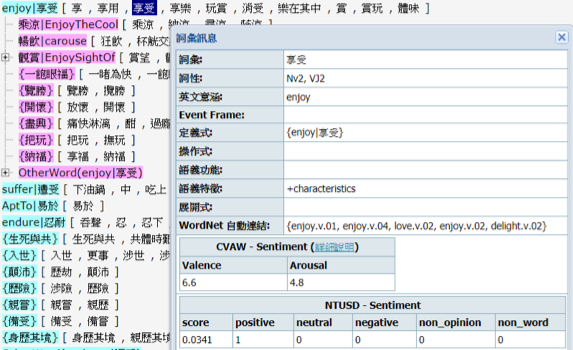 enjoy|享受 [ 享 , 享用 , 享受 , 享樂 , 玩賞 , 消受 , 樂在其中 , 賞 , 賞玩 , 體味 ]
乘涼|EnjoyTheCool [ 乘涼 , 納涼
暢飲|carouse [ 狂飲 , 杯觥交
觀賞|EnjoySightOf [ 賞望 ,
{一飽眼福} [ 一睹為快 , 一飽
{覽勝} [ 覽勝 , 攬勝 ]
{開懷} [ 放懷 , 開懷 ]
{盡興} [ 痛快淋漓 , 酣 , 過癮
{把玩} [ 把玩 , 撫玩 ]
{納福} [ 享福 , 納福 ]
OtherWord(enjoy|享受)
suffer|遭受 [ 下油鍋 , 中 , 吃上
AptTo|易於 [ 易於 ]
endure|忍耐 [ 吞聲 , 忍 , 忍下
{生死與共} [ 生死與共 , 共體時艱
{入世} [ 入世 , 更事 , 涉世 , 涉
{顛沛} [ 歷劫 , 顛沛 ]
{歷險} [ 涉險 , 歷險 ]
{親嘗} [ 親嘗 , 親歷 ]
{備受} [ 備受 , 備嘗 ]
{身歷其境} [ 身歷其境 , 親歷其境
詞彙訊息
詞彙: 享受
詞性: Nv2, VJ2
英文意涵: enjoy
Event Frame:
定義式: {enjoy|享受}
操作式:
語義功能:
語義特徵: +characteristics
展開式:
WordNet 自動連結: {enjoy.v.01, enjoy.v.04, love.v.02, enjoy.v.02, delight.v.02}
CVAW - Sentiment (詳細說明)
Valence Arousal
6.6 4.8
NTUSD - Sentiment
score positive neutral negative non_opinion non_word
0.0341 1 0 0 0 0